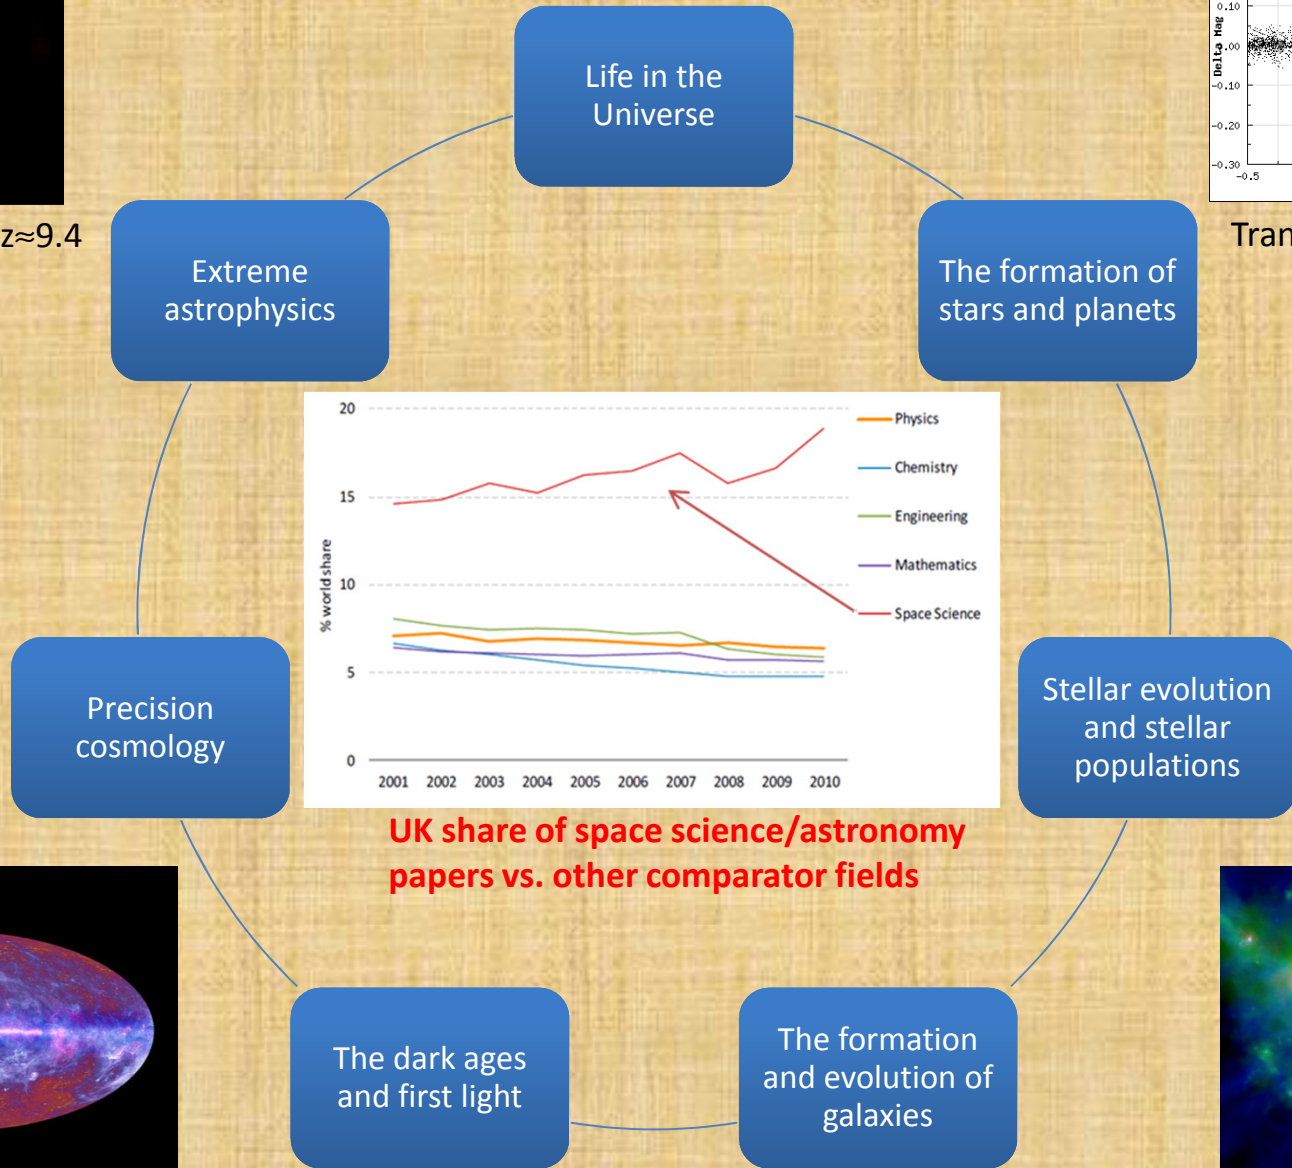 Life in the
Universe
0.10
0.00
-0.10
-0.20
-0.30
-0.5
Delta Mag
z≈9.4
Extreme
astrophysics
The formation of
stars and planets
20
15
10
5
0
% world share
2001 2002 2003 2004 2005 2006 2007 2008 2009 2010
Physics
Chemistry
Engineering
Mathematics
Space Science
Precision
cosmology
Stellar evolution
and stellar
populations
UK share of space science/astronomy
papers vs. other comparator fields
The dark ages
and first light
The formation
and evolution of
galaxies